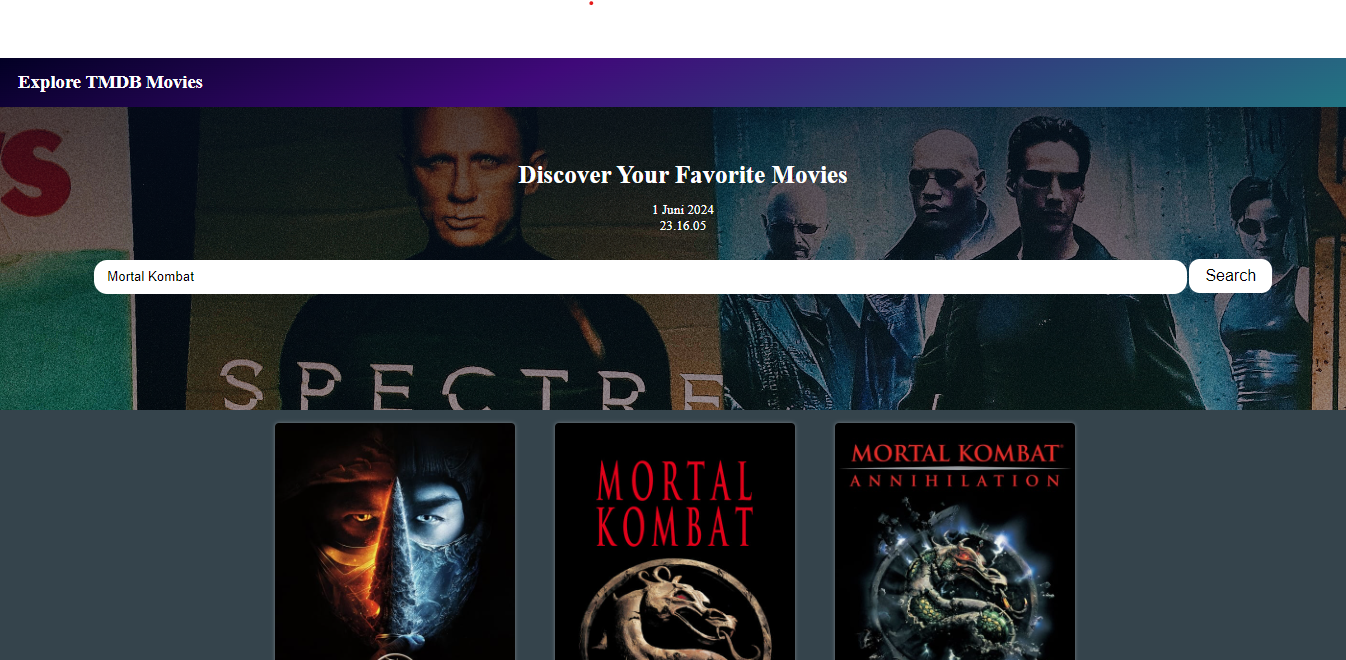 Explore TMDB Movies
S
Discover Your Favorite Movies
1 Juni 2024
23.16.05
Mortal Kombat
Search
SPECTRE
MORTAL
KOMBAT
MORTAL KOMBAT
ANNIHILATION